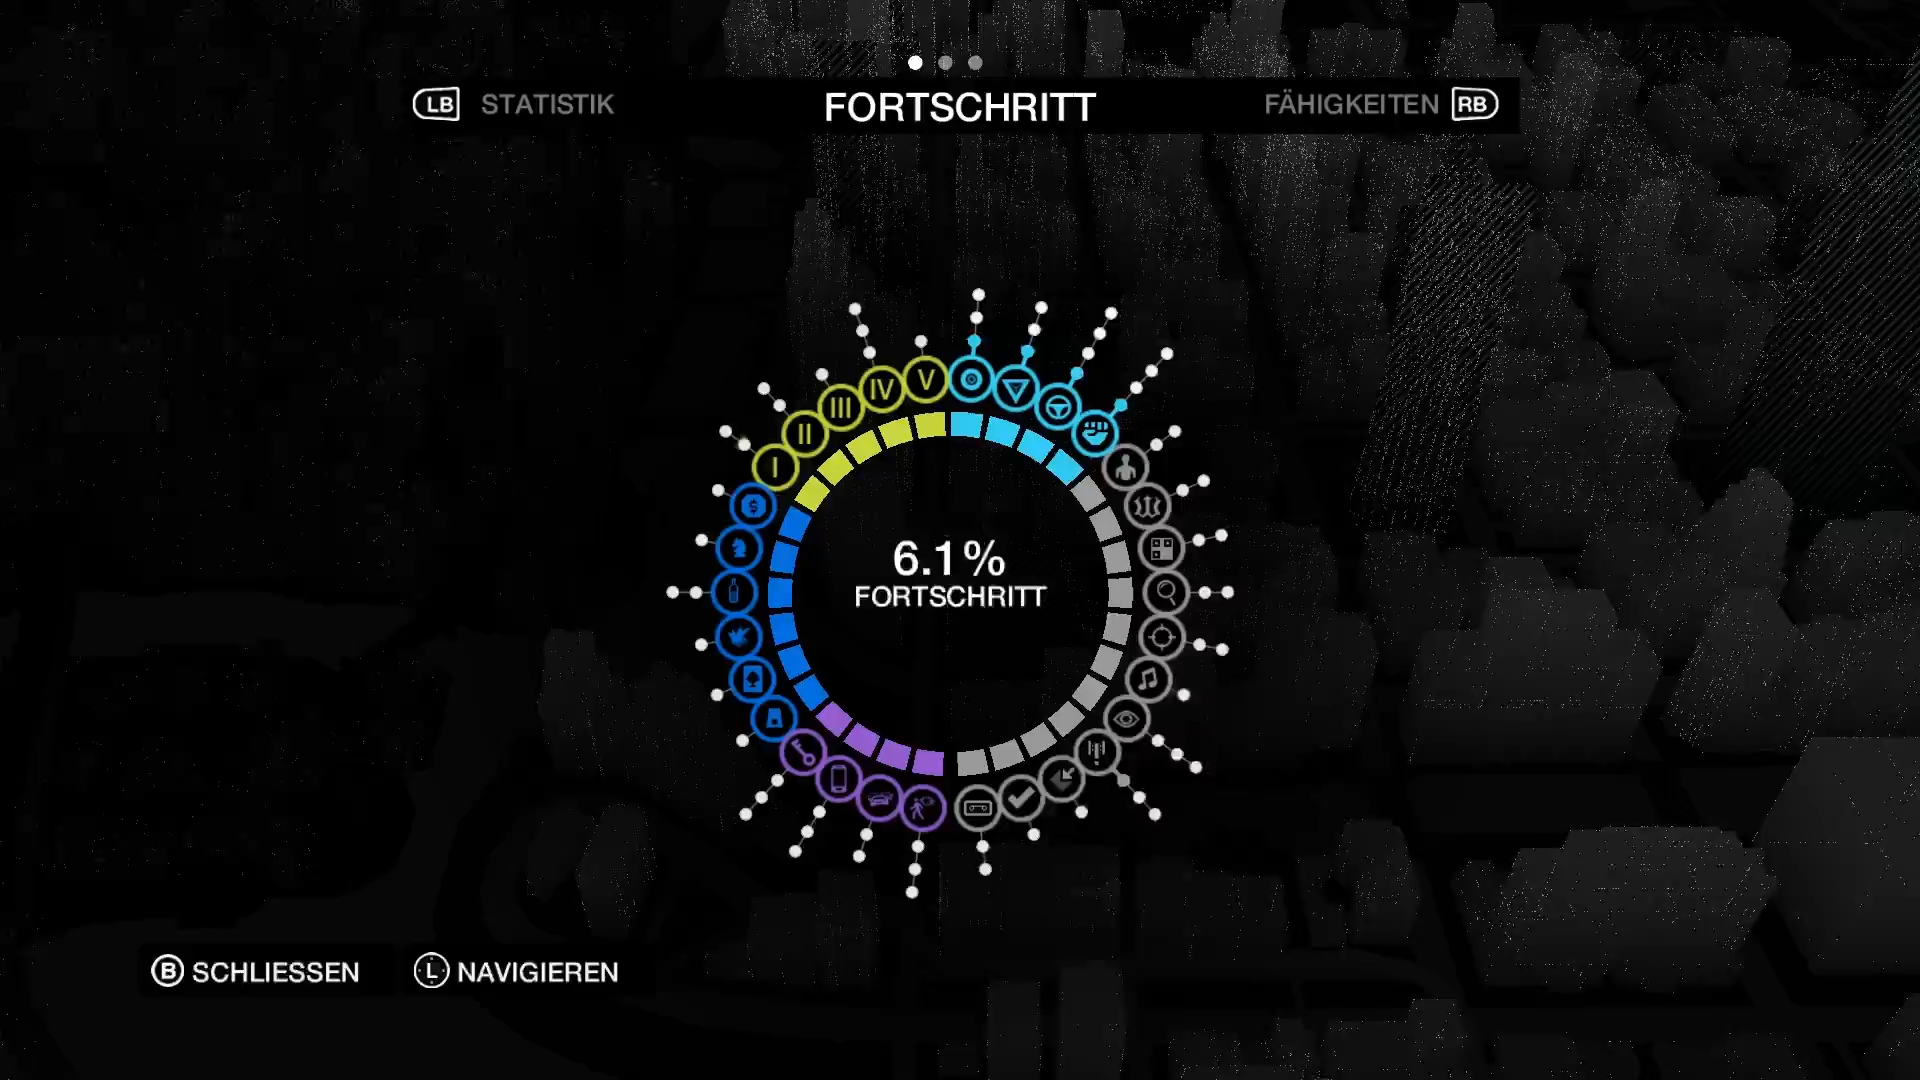 LB STATISTIK
FORTSCHRITT
FÄHIGKEITEN RB
I
II
III
IV
V
$
6.1%
FORTSCHRITT
B SCHLIESSEN
L NAVIGIEREN